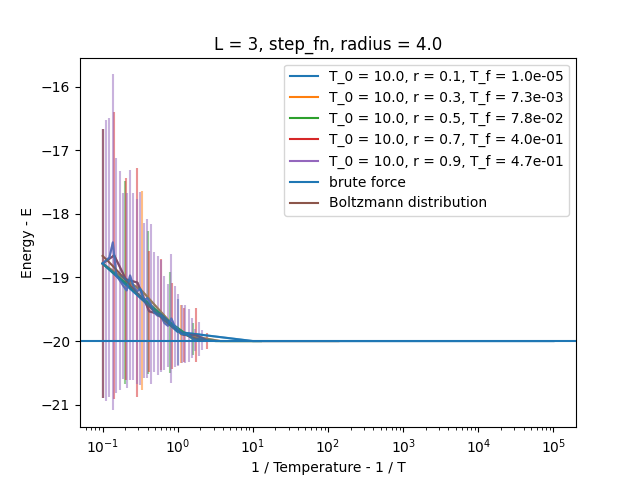 L = 3, step_fn, radius = 4.0
T_0 = 10.0, r = 0.1, T_f = 1.0e-05
T_0 = 10.0, r = 0.3, T_f = 7.3e-03
T_0 = 10.0, r = 0.5, T_f = 7.8e-02
T_0 = 10.0, r = 0.7, T_f = 4.0e-01
T_0 = 10.0, r = 0.9, T_f = 4.7e-01
brute force
Boltzmann distribution
Energy - E
−16
−17
−18
−19
−20
−21
10⁻¹ 10⁰ 10¹ 10² 10³ 10⁴ 10⁵
1 / Temperature - 1 / T